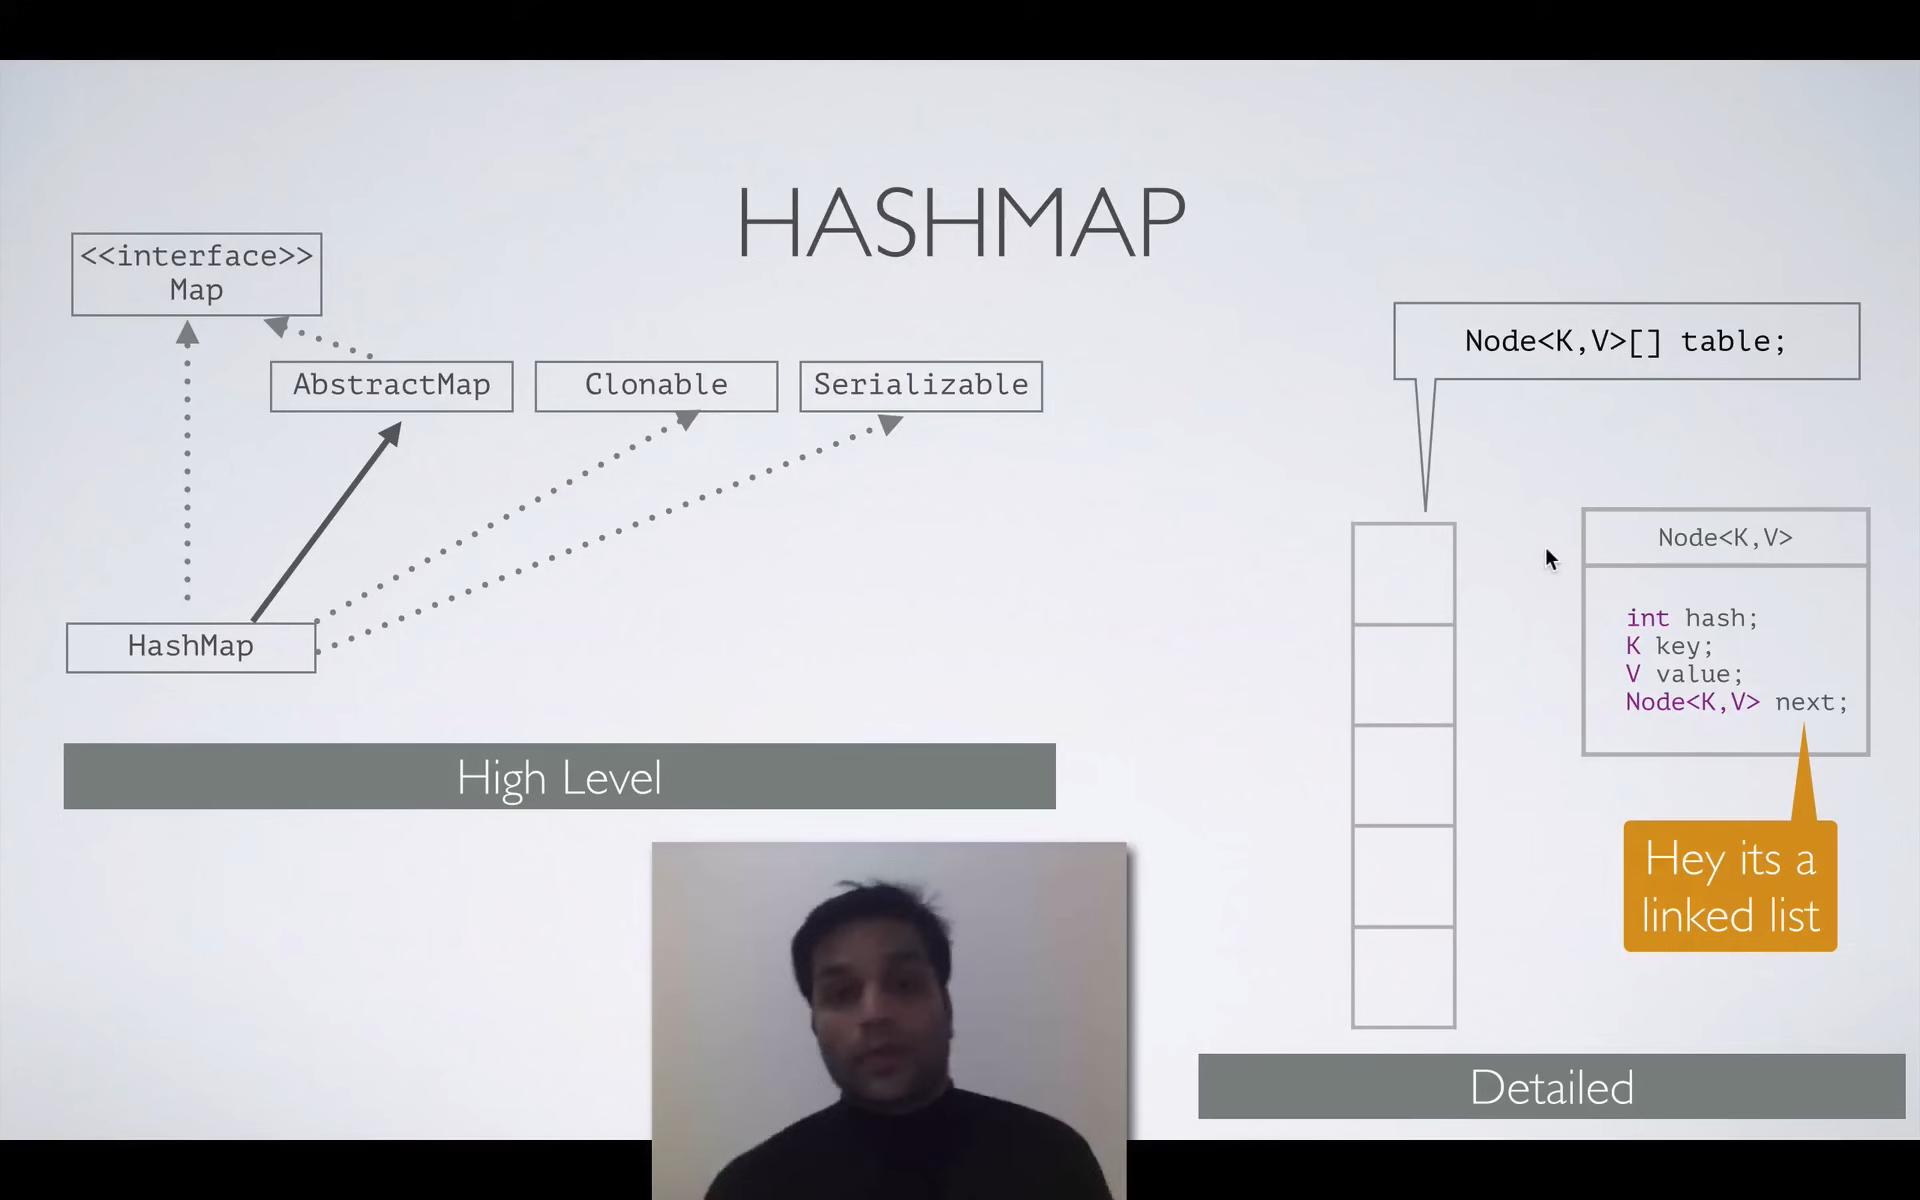 HASHMAP
<<interface>>
Map
AbstractMap
Clonable
Serializable
HashMap
High Level
Node<K,V>[] table;
Node<K,V>
int hash;
K key;
V value;
Node<K,V> next;
Hey its a
linked list
Detailed